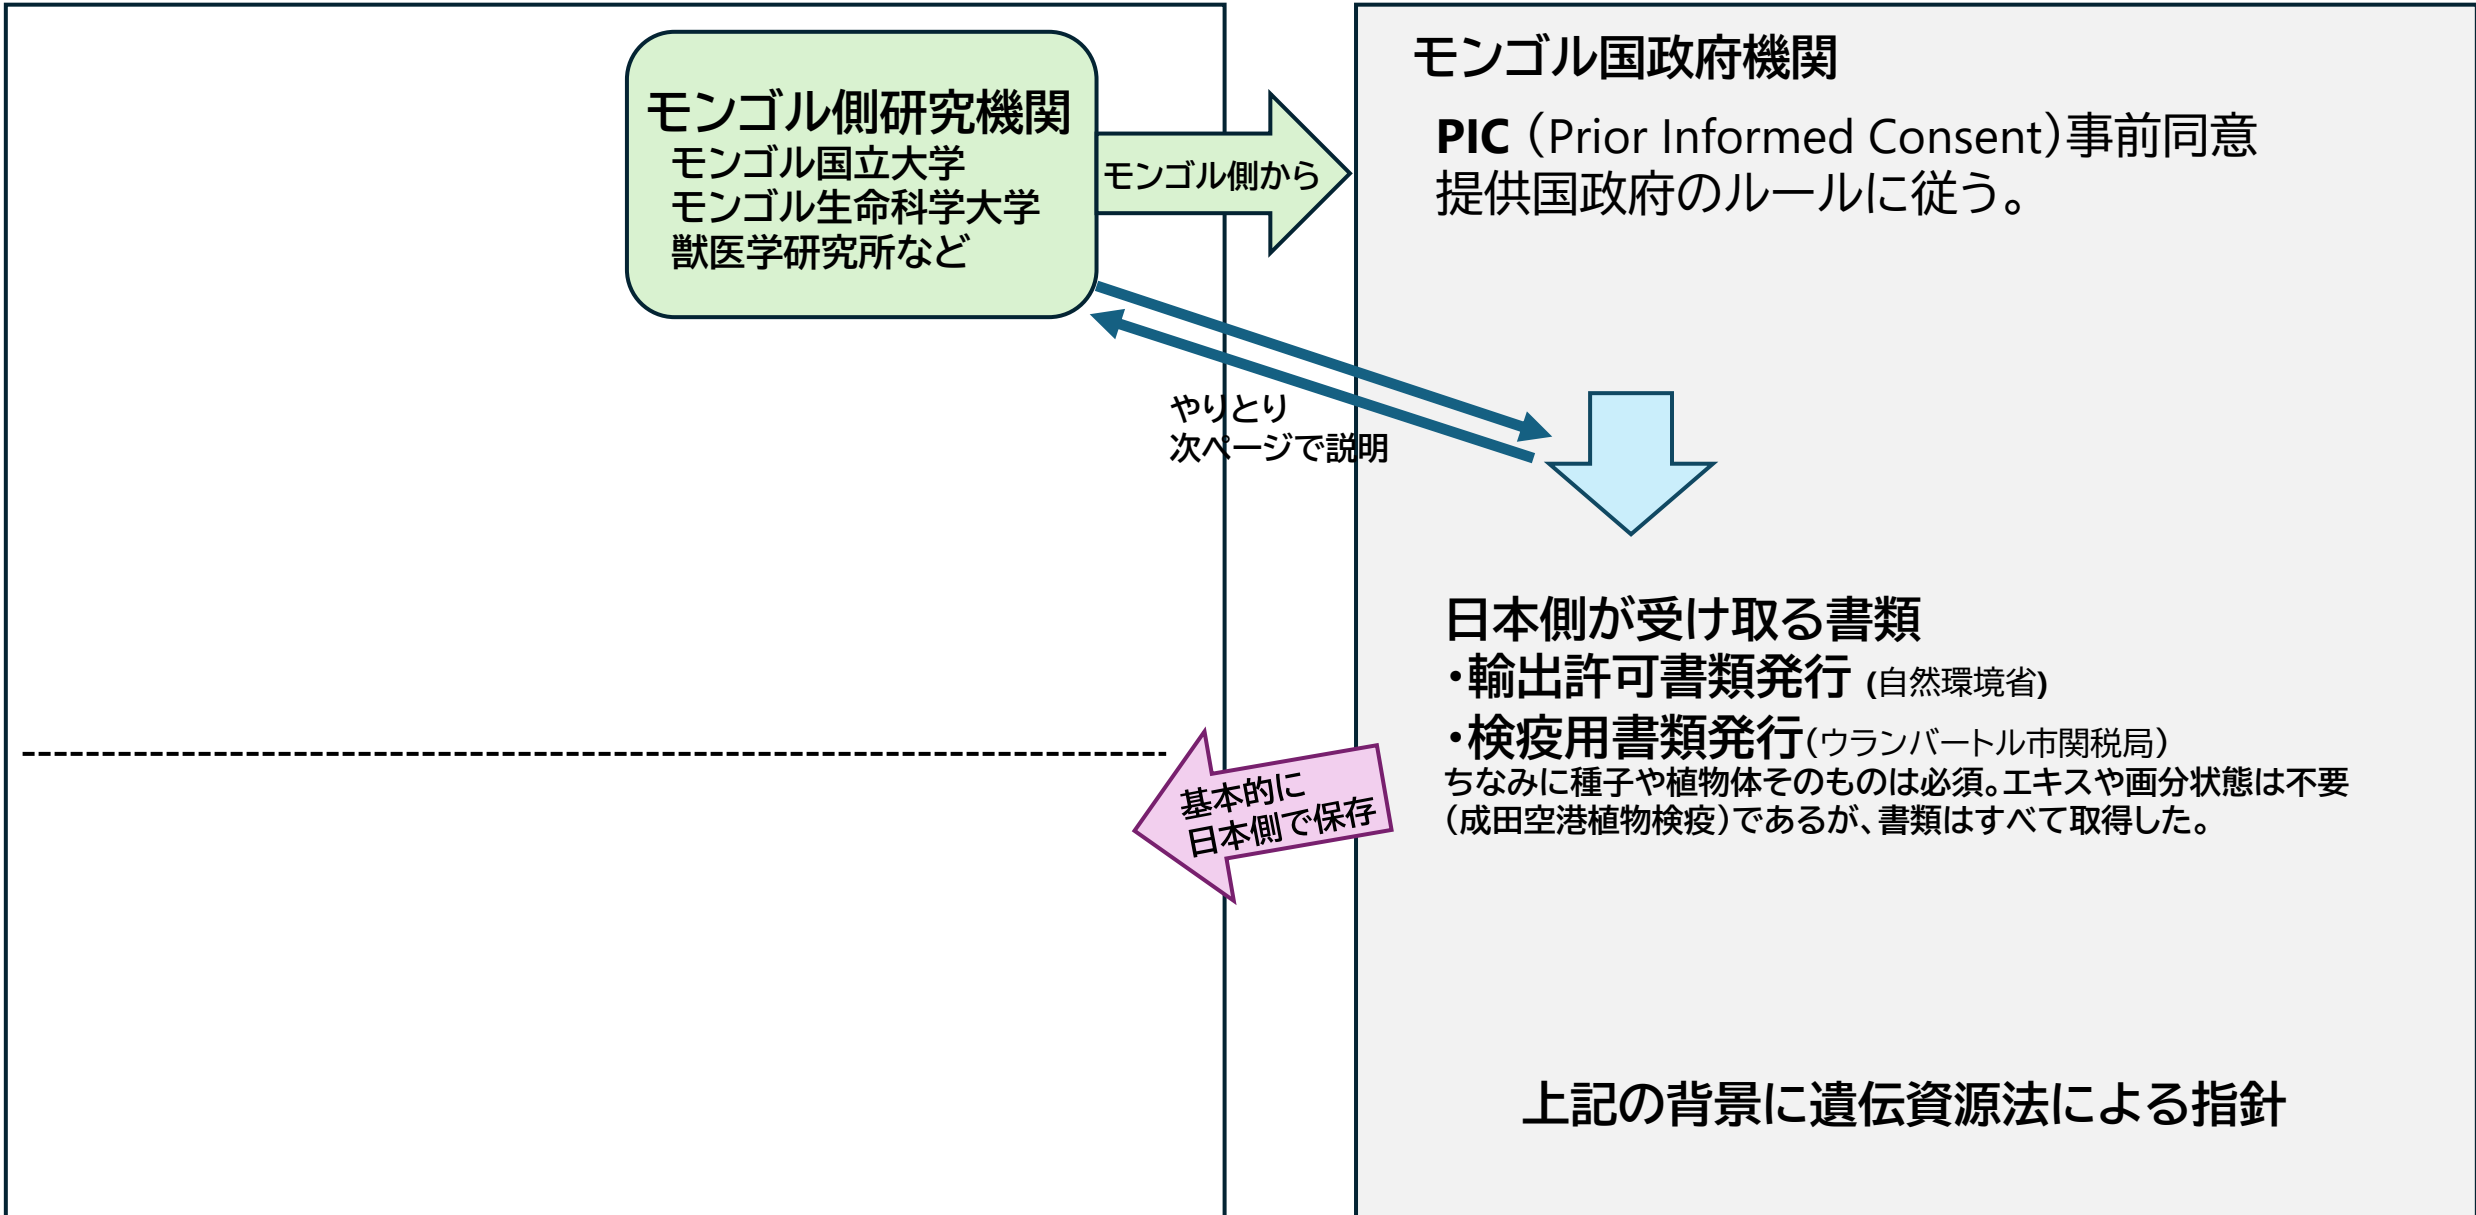 モンゴル側研究機関
モンゴル国立大学
モンゴル生命科学大学
獣医学研究所など
モンゴル側から
モンゴル国政府機関
PIC（Prior Informed Consent）事前同意
提供国政府のルールに従う。
やりとり
次ページで説明
日本側が受け取る書類
・輸出許可書類発行 (自然環境省)
・検疫用書類発行（ウランバートル市関税局）
ちなみに種子や植物体そのものは必須。エキスや画分状態は不要
（成田空港植物検疫）であるが、書類はすべて取得した。
基本的に
日本側で保存
上記の背景に遺伝資源法による指針